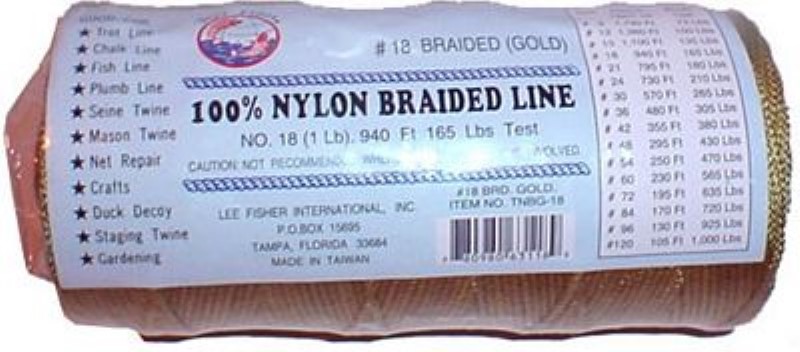 ★ Trot Line
★ Chalk Line
★ Fish Line
★ Plumb Line
★ Seine Twine
★ Mason Twine
★ Net Repair
★ Crafts
★ Duck Decoy
★ Staging Twine
★ Gardening
#18 BRAIDED (GOLD)
100% NYLON BRAIDED LINE
NO. 18 (1 Lb). 940 Ft 165 Lbs Test
CAUTION: NOT
LEE FISHER INTERNATIONAL, INC
P.O.BOX 15695
TAMPA, FLORIDA 33684
MADE IN TAIWAN
#18 BRD. GOLD.
ITEM NO. TNBG-18
# 18 940 Ft 165 Lbs
# 21 795 Ft 180 Lbs
# 24 730 Ft 210 Lbs
# 30 570 Ft 265 Lbs
# 36 480 Ft 305 Lbs
# 42 355 Ft 380 Lbs
# 48 295 Ft 430 Lbs
# 54 250 Ft 470 Lbs
# 60 230 Ft 565 Lbs
# 72 195 Ft 635 Lbs
# 84 170 Ft 720 Lbs
# 96 130 Ft 925 Lbs
#120 105 Ft 1,000 Lbs